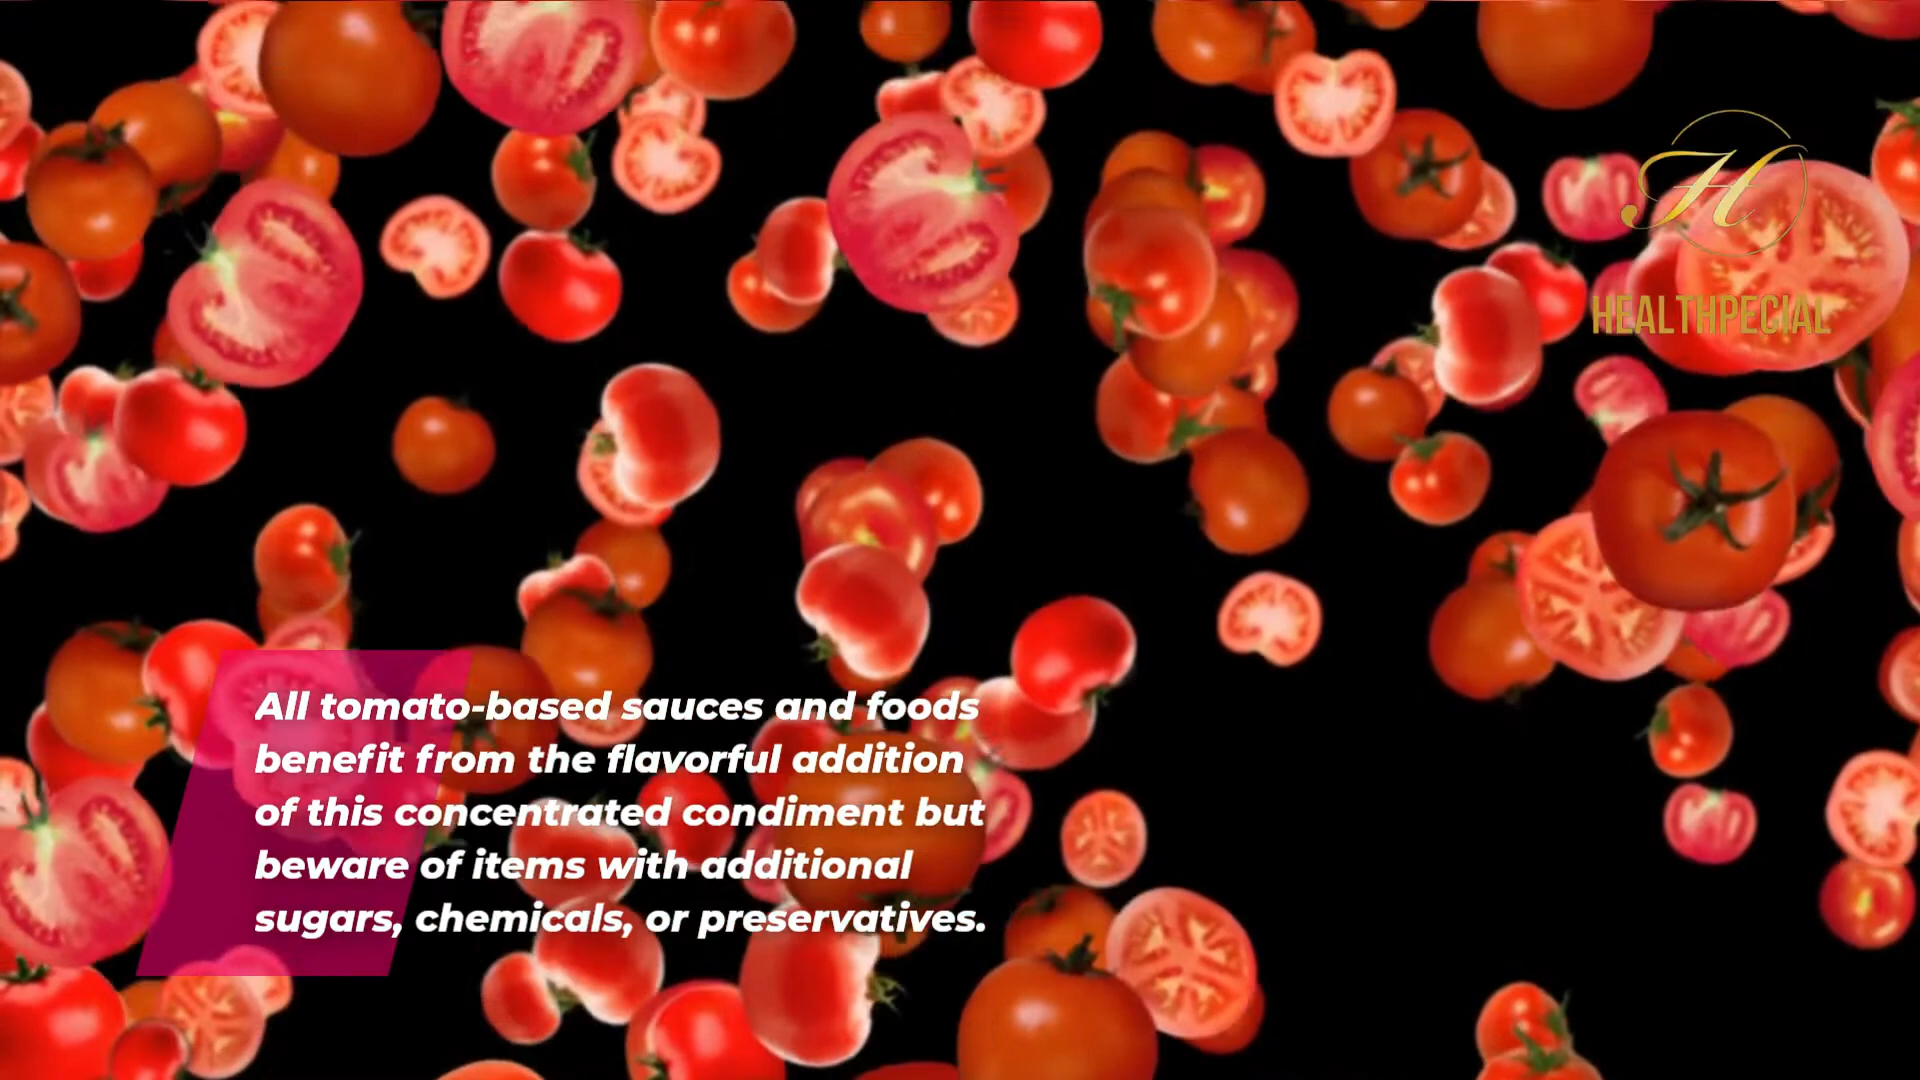 H
HEALTHPECIAL
All tomato-based sauces and foods
benefit from the flavorful addition
of this concentrated condiment but
beware of items with additional
sugars, chemicals, or preservatives.